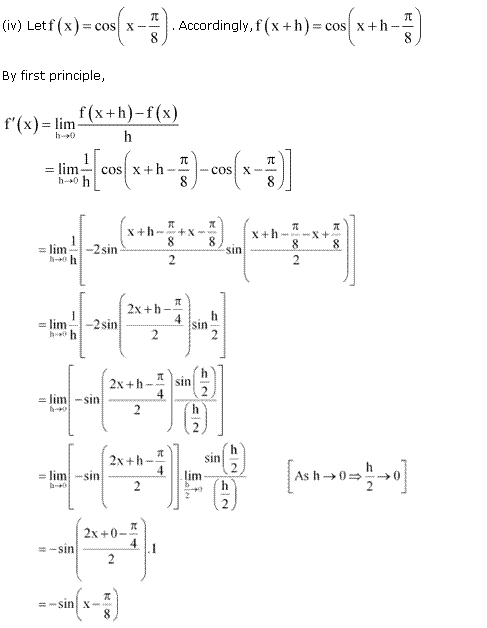 (iv) Let f(x) = cos(x − π/8). Accordingly, f(x+h) = cos(x+h − π/8)
By first principle,
f′(x) = lim_{h→0} (f(x+h) − f(x))/h
= lim_{h→0} 1/h [cos(x+h − π/8) − cos(x − π/8)]
= lim_{h→0} 1/h [−2 sin (x+h − π/8 + x − π/8)/2 sin((x+h − π/8 − x + π/8)/2)]
= lim_{h→0} 1/h [−2 sin((2x+h − π/4)/2) sin h/2]
= lim_{h→0} [−sin((2x+h − π/4)/2) sin(h/2)/(h/2)]
= lim_{h→0} [−sin((2x+h − π/4)/2)] . lim_{h/2→0} sin(h/2)/(h/2) [As h→0 ⇒ h/2→0]
= −sin((2x+0 − π/4)/2).1
= −sin(x − π/8)